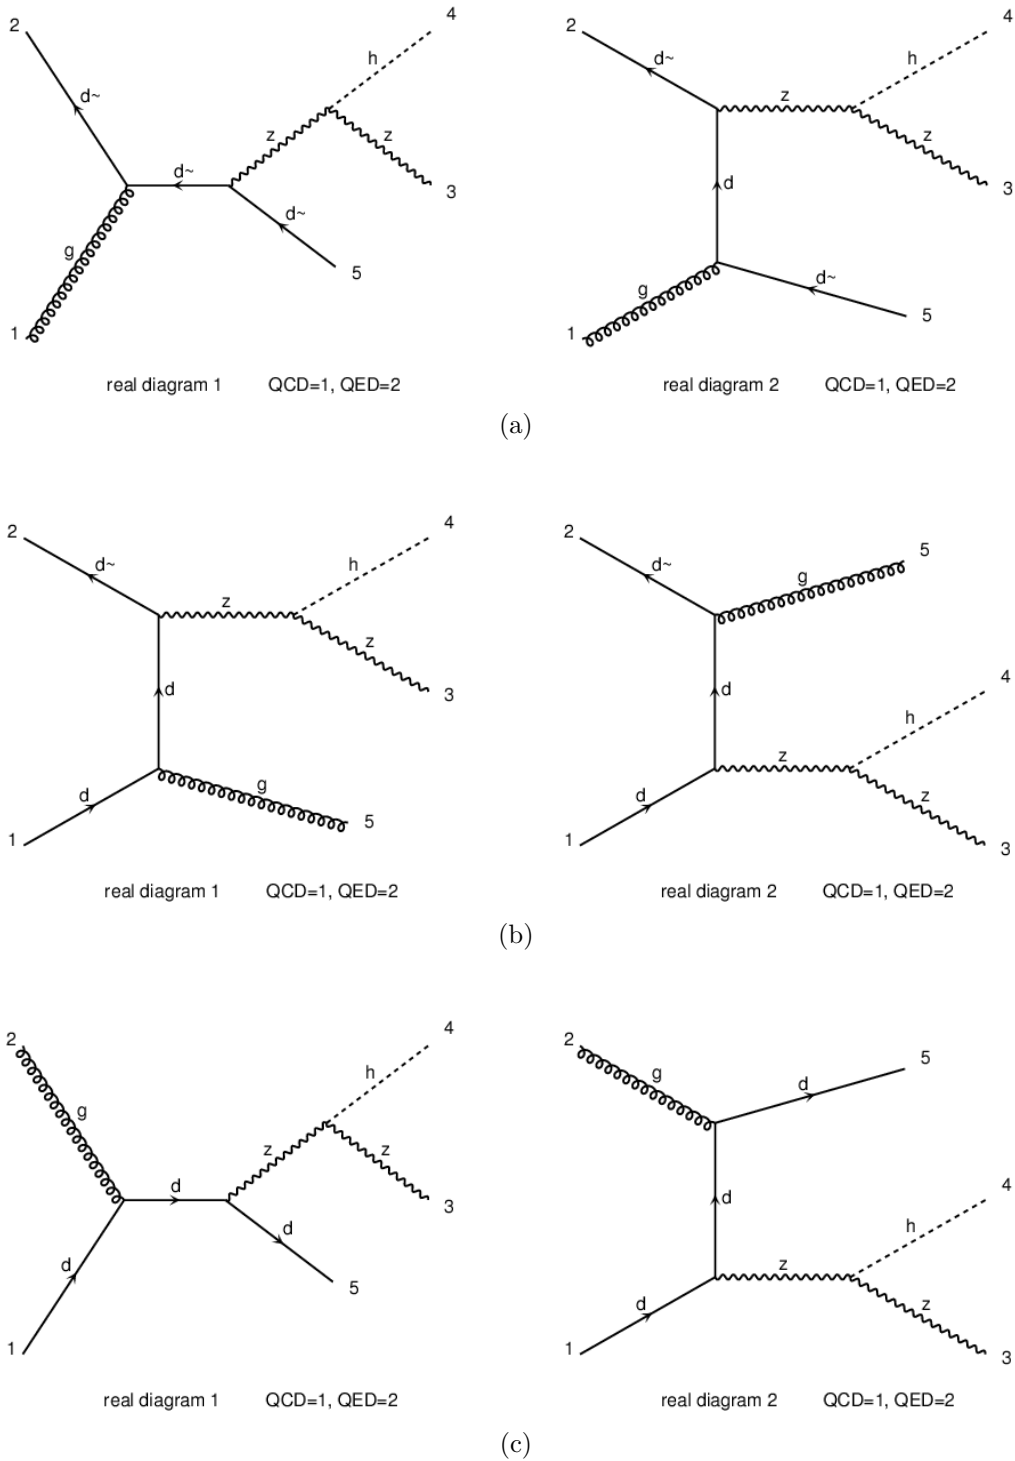 2 d~ g 1 d~ z h 4 z 3 d~ 5
real diagram 1 QCD=1, QED=2
2 d~ z h 4 z 3 d g 1 d~ 5
real diagram 2 QCD=1, QED=2
(a)
2 d~ z h 4 z 3 d d 1 g 5
real diagram 1 QCD=1, QED=2
2 d~ g 5 d 4 h z z d 1 3
real diagram 2 QCD=1, QED=2
(b)
2 g d 1 d z h 4 z 3 d 5
real diagram 1 QCD=1, QED=2
2 g d 5 d 4 h z z d 1 3
real diagram 2 QCD=1, QED=2
(c)